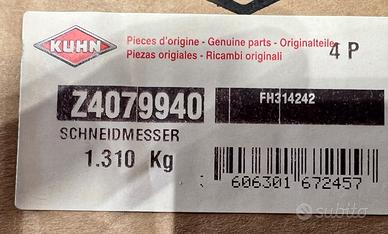 KUHN
Pieces d'origine - Genuine parts - Originalteile
Piezas origiales - Ricambi originali
4 P
Z4079940
FH314242
SCHNEIDMESSER
1.310 Kg
606301 672457
subito